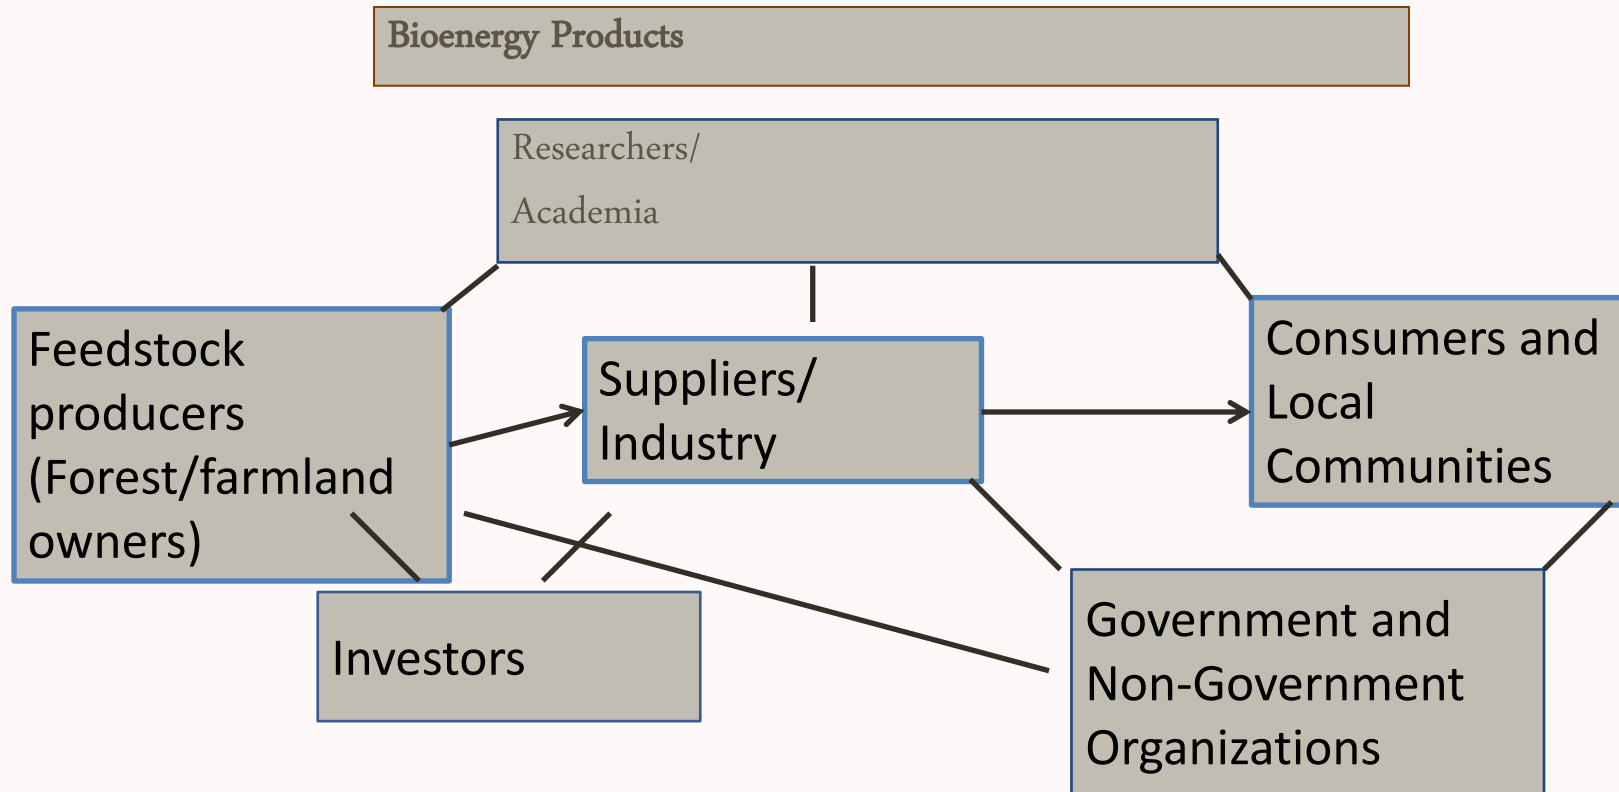 Bioenergy Products
Researchers/
Academia
Feedstock
producers
(Forest/farmland
owners)
Suppliers/
Industry
Consumers and
Local
Communities
Investors
Government and
Non-Government
Organizations